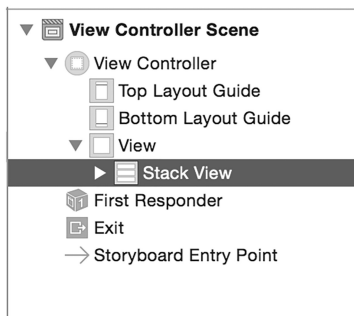 View Controller Scene
View Controller
Top Layout Guide
Bottom Layout Guide
View
Stack View
First Responder
Exit
Storyboard Entry Point